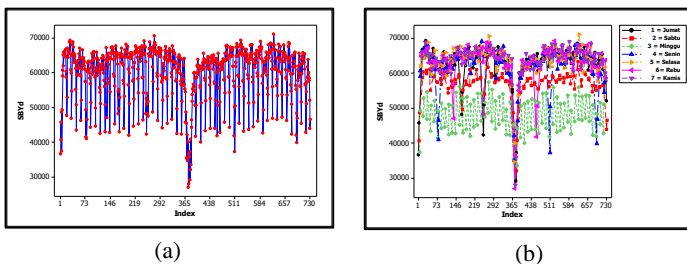 70000
60000
50000
40000
30000
SBYd
1 73 146 219 292 365 438 511 584 657 730
Index
(a)
70000
60000
50000
40000
30000
SBYd
1 73 146 219 292 365 438 511 584 657 730
Index
1 = Jumat
2 = Sabtu
3 = Minggu
4 = Senin
5 = Selasa
6 = Rabu
7 = Kamis
(b)